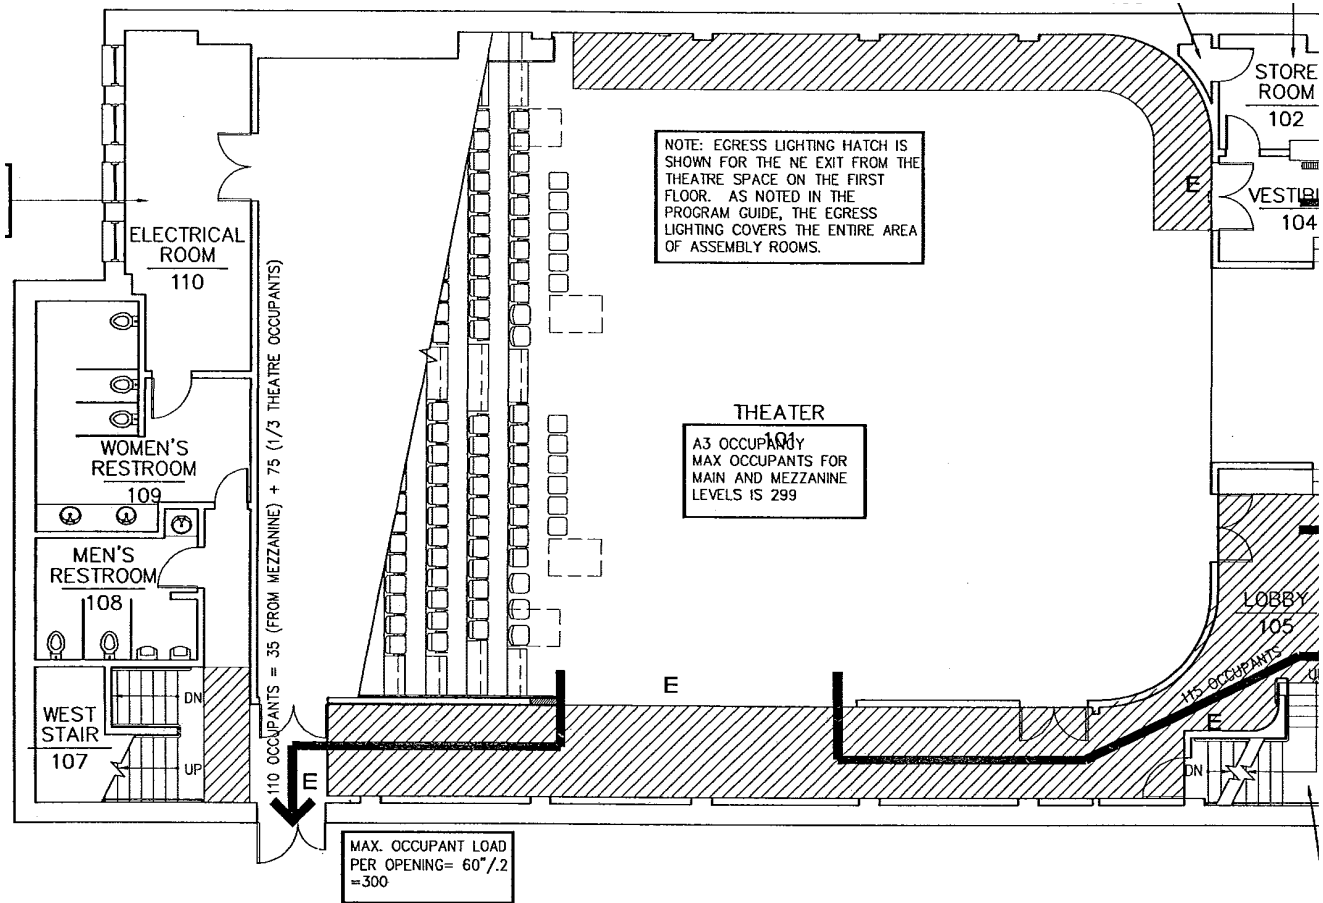 STORE
ROOM
102
NOTE: EGRESS LIGHTING HATCH IS
SHOWN FOR THE NE EXIT FROM THE
THEATRE SPACE ON THE FIRST
FLOOR. AS NOTED IN THE
PROGRAM GUIDE, THE EGRESS
LIGHTING COVERS THE ENTIRE AREA
OF ASSEMBLY ROOMS.
E
VESTIBU
104
ELECTRICAL
ROOM
110
110 OCCUPANTS = 35 (FROM MEZZANINE) + 75 (1/3 THEATRE OCCUPANTS)
THEATER
101
A3 OCCUPANCY
MAX OCCUPANTS FOR
MAIN AND MEZZANINE
LEVELS IS 299
WOMEN'S
RESTROOM
109
MEN'S
RESTROOM
108
LOBBY
105
115 OCCUPANTS
E
E
UP
DN
WEST
STAIR
107
DN
UP
E
MAX. OCCUPANT LOAD
PER OPENING= 60"/.2
=300